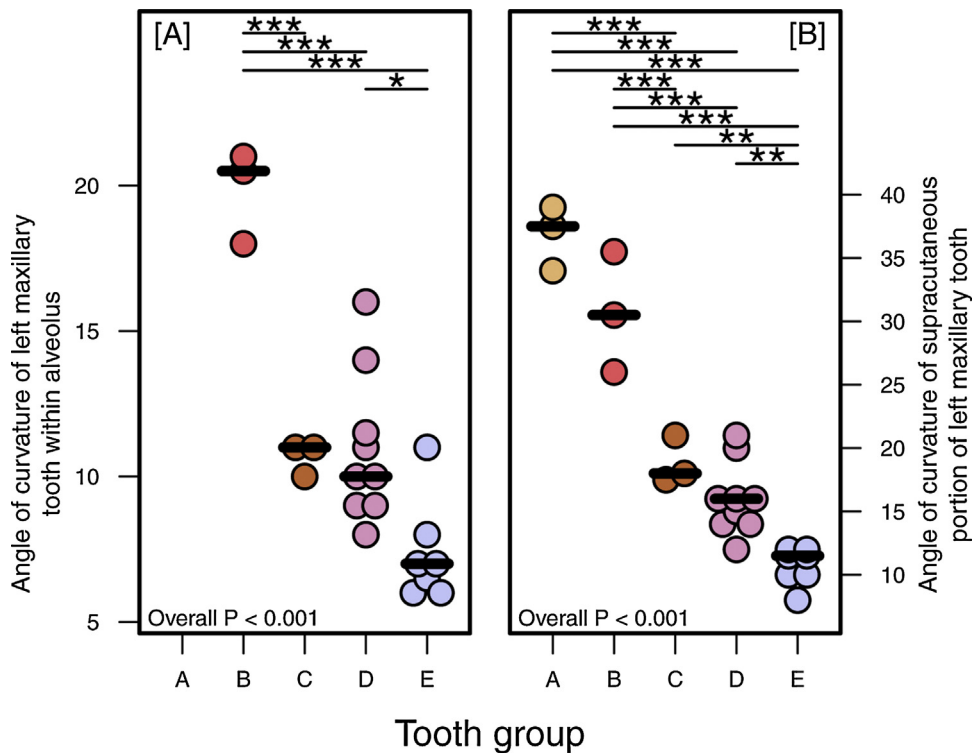 [A]
***
***
***
*
20
15
10
5
Angle of curvature of left maxillary
tooth within alveolus
Overall P < 0.001
A B C D E
[B]
***
***
***
***
***
***
**
**
40
35
30
25
20
15
10
Angle of curvature of supracutaneous
portion of left maxillary tooth
Overall P < 0.001
A B C D E
Tooth group